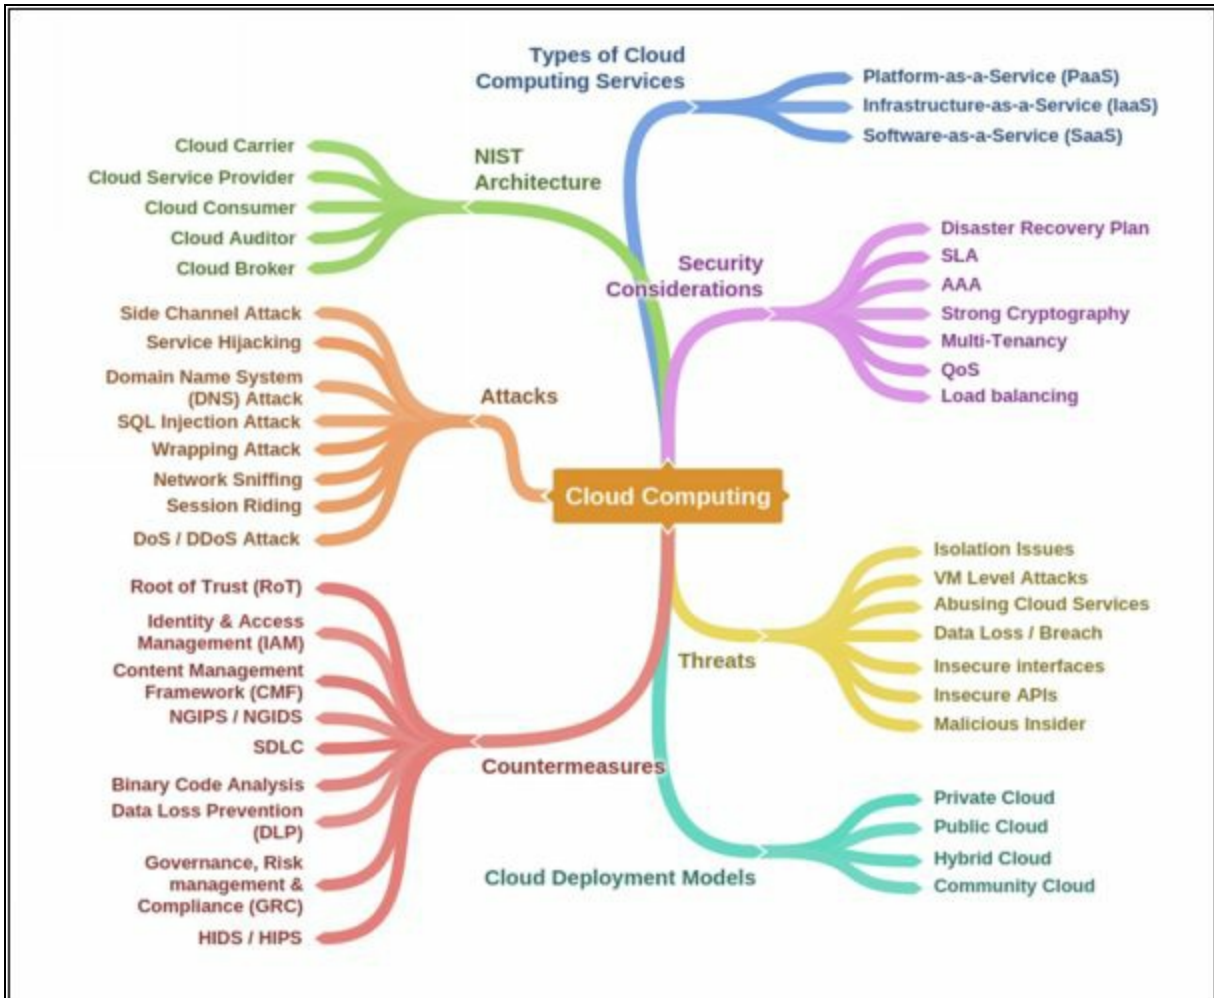 Types of Cloud
Computing Services
Platform-as-a-Service (PaaS)
Infrastructure-as-a-Service (IaaS)
Software-as-a-Service (SaaS)
NIST
Architecture
Cloud Carrier
Cloud Service Provider
Cloud Consumer
Cloud Auditor
Cloud Broker
Security
Considerations
Disaster Recovery Plan
SLA
AAA
Strong Cryptography
Multi-Tenancy
QoS
Load balancing
Attacks
Side Channel Attack
Service Hijacking
Domain Name System
(DNS) Attack
SQL Injection Attack
Wrapping Attack
Network Sniffing
Session Riding
DoS / DDoS Attack
Cloud Computing
Threats
Isolation Issues
VM Level Attacks
Abusing Cloud Services
Data Loss / Breach
Insecure interfaces
Insecure APIs
Malicious Insider
Countermeasures
Root of Trust (RoT)
Identity & Access
Management (IAM)
Content Management
Framework (CMF)
NGIPS / NGIDS
SDLC
Binary Code Analysis
Data Loss Prevention
(DLP)
Governance, Risk
management &
Compliance (GRC)
HIDS / HIPS
Cloud Deployment Models
Private Cloud
Public Cloud
Hybrid Cloud
Community Cloud